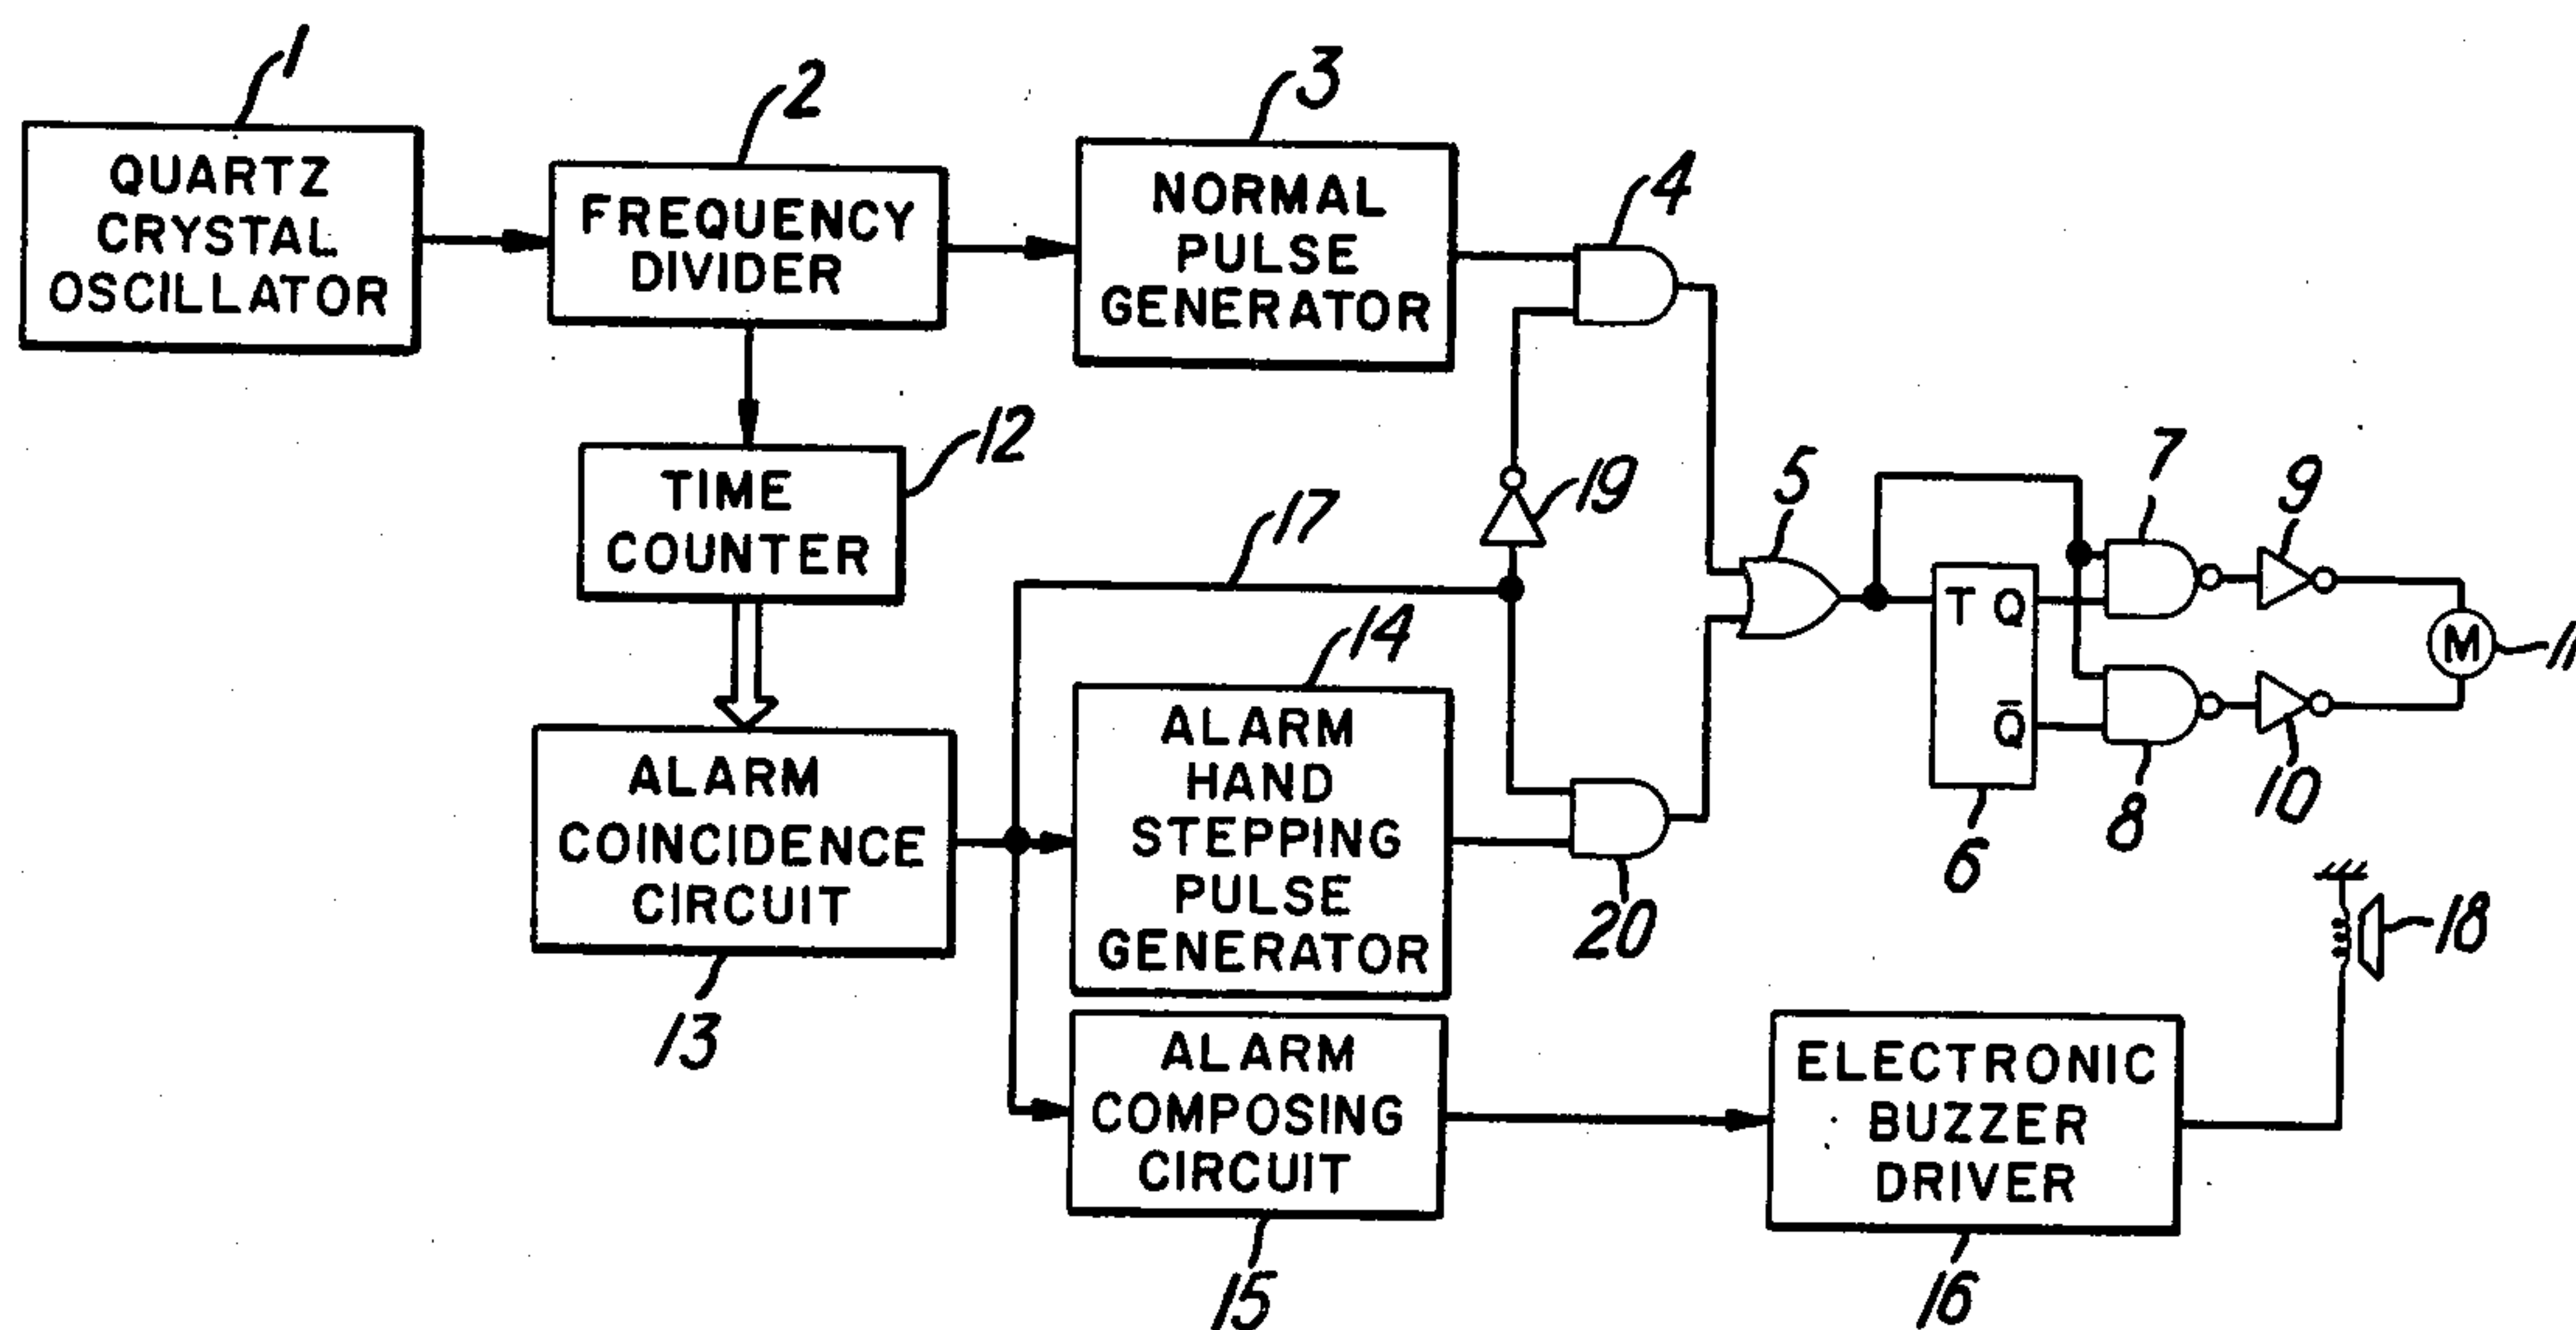 1
QUARTZ
CRYSTAL
OSCILLATOR
2
FREQUENCY
DIVIDER
3
NORMAL
PULSE
GENERATOR
4
12
TIME
COUNTER
17
19
5
7
9
T Q
Q̄
6
8
10
M
11
14
ALARM
HAND
STEPPING
PULSE
GENERATOR
20
ALARM
COINCIDENCE
CIRCUIT
13
18
ALARM
COMPOSING
CIRCUIT
15
ELECTRONIC
BUZZER
DRIVER
16